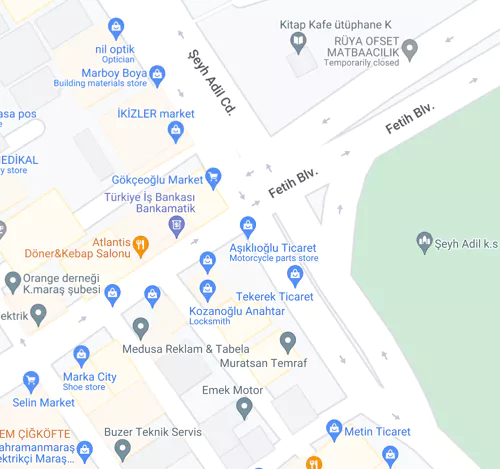 Kitap Kafe ütüphane K
RÜYA OFSET
MATBAACILIK
Temporarily closed
nil optik
Optician
Şeyh Adil Cd.
Marboy Boya
Building materials store
Fetih Blv.
asa pos
İKİZLER market
EDİKAL
y store
Gökçeoğlu Market
Fetih Blv.
Türkiye İş Bankası
Bankamatik
Atlantis
Döner&Kebap Salonu
Aşıklıoğlu Ticaret
Motorcycle parts store
Şeyh Adil k.s
Orange derneği
K.maraş şubesi
Tekerek Ticaret
Kozanoğlu Anahtar
Locksmith
ektrik
Medusa Reklam & Tabela
Muratsan Temraf
Marka City
Shoe store
Emek Motor
Selin Market
EM ÇİĞKÖFTE
Buzer Teknik Servis
Metin Ticaret
ahramanmaraş
ektrikçi Maraş...